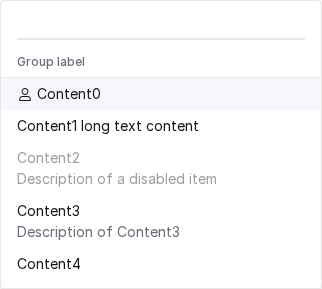 Group label
Content0
Content1 long text content
Content2
Description of a disabled item
Content3
Description of Content3
Content4